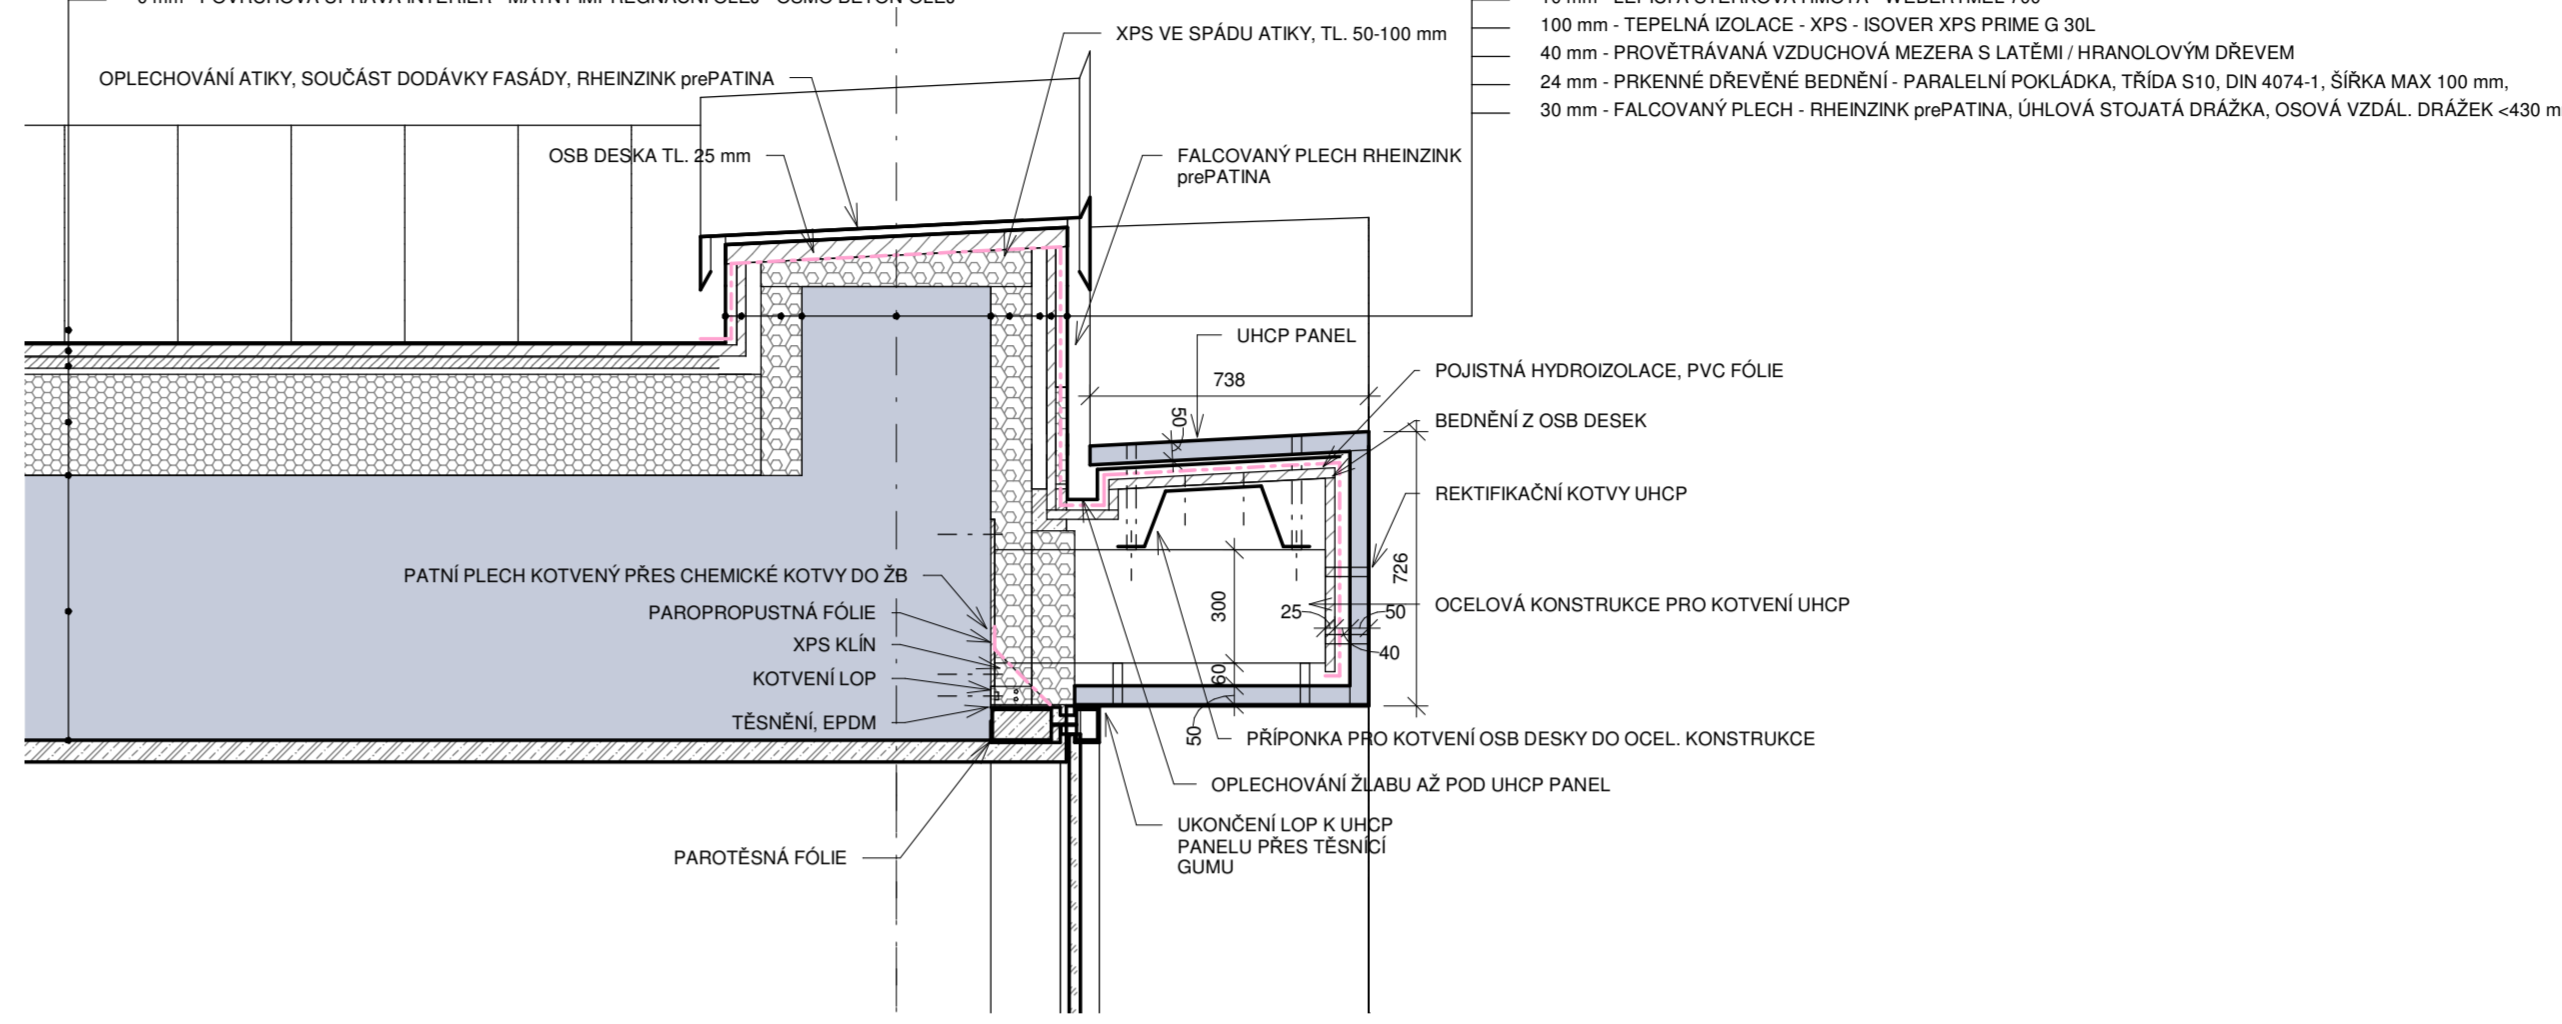 100 mm - TEPELNÁ IZOLACE - XPS - ISOVER XPS PRIME G 30L
40 mm - PROVĚTRÁVANÁ VZDUCHOVÁ MEZERA S LATĚMI / HRANOLOVÝM DŘEVEM
24 mm - PRKENNÉ DŘEVĚNÉ BEDNĚNÍ - PARALELNÍ POKLÁDKA, TŘÍDA S10, DIN 4074-1, ŠÍŘKA MAX 100 mm,
30 mm - FALCOVANÝ PLECH - RHEINZINK prePATINA, ÚHLOVÁ STOJATÁ DRÁŽKA, OSOVÁ VZDÁL. DRÁŽEK <430 m
XPS VE SPÁDU ATIKY, TL. 50-100 mm
OPLECHOVÁNÍ ATIKY, SOUČÁST DODÁVKY FASÁDY, RHEINZINK prePATINA
OSB DESKA TL. 25 mm
FALCOVANÝ PLECH RHEINZINK
prePATINA
UHCP PANEL
738
50
POJISTNÁ HYDROIZOLACE, PVC FÓLIE
BEDNĚNÍ Z OSB DESEK
REKTIFIKAČNÍ KOTVY UHCP
726
OCELOVÁ KONSTRUKCE PRO KOTVENÍ UHCP
300
25
50
40
60
50
PATNÍ PLECH KOTVENÝ PŘES CHEMICKÉ KOTVY DO ŽB
PAROPROPUSTNÁ FÓLIE
XPS KLÍN
KOTVENÍ LOP
TĚSNĚNÍ, EPDM
PŘÍPONKA PRO KOTVENÍ OSB DESKY DO OCEL. KONSTRUKCE
OPLECHOVÁNÍ ŽLABU AŽ POD UHCP PANEL
UKONČENÍ LOP K UHCP
PANELU PŘES TĚSNÍCÍ
GUMU
PAROTĚSNÁ FÓLIE